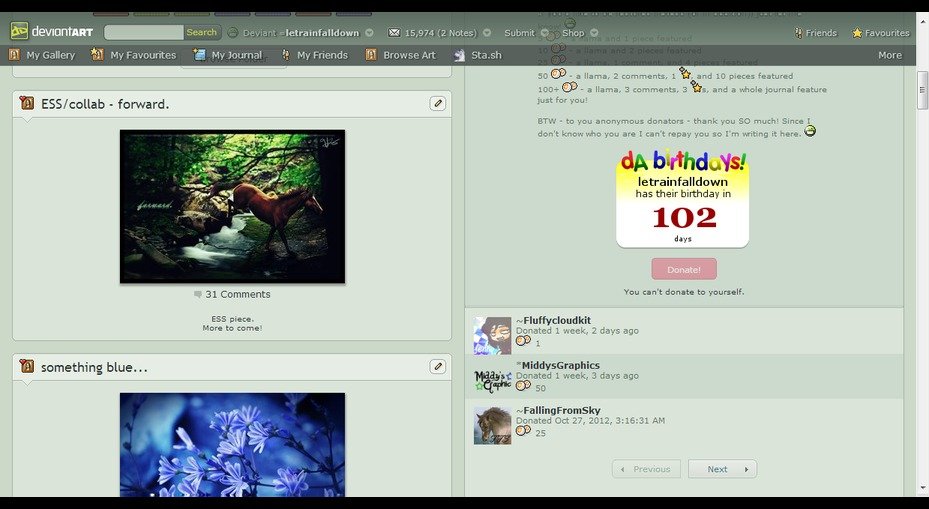 deviantART
Search
Deviant =letrainfalldown
15,974 (2 Notes)
Submit
Shop
Friends
Favourites
My Gallery
My Favourites
My Journal
My Friends
Browse Art
Sta.sh
More
ESS/collab - forward.
forward.
31 Comments
ESS piece.
More to come!
something blue...
- a llama and 1 piece featured
10 - a llama and 2 pieces featured
25 - a llama, 1 comment, and 4 pieces featured
50 - a llama, 2 comments, 1 , and 10 pieces featured
100+ - a llama, 3 comments, 3 s, and a whole journal feature
just for you!
BTW - to you anonymous donators - thank you SO much! Since I
don't know who you are I can't repay you so I'm writing it here.
dA birthdays!
letrainfalldown
has their birthday in
102
days
Donate!
You can't donate to yourself.
~Fluffycloudkit
Donated 1 week, 2 days ago
1
Middy's
Graphic
*MiddysGraphics
Donated 1 week, 3 days ago
50
~FallingFromSky
Donated Oct 27, 2012, 3:16:31 AM
25
Previous
Next